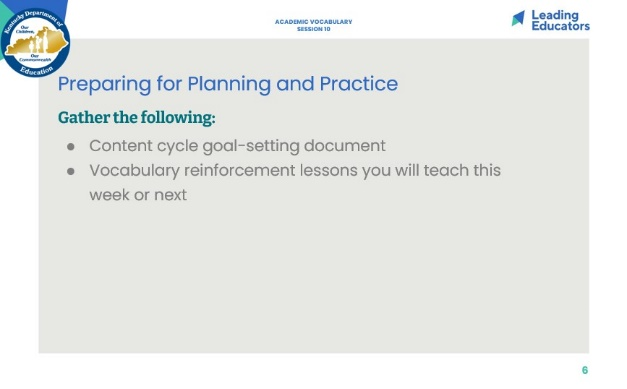 Kentucky Department of
Our
Children,
Our
Commonwealth
Education
ACADEMIC VOCABULARY
SESSION 10
Leading
Educators
Preparing for Planning and Practice
Gather the following:
● Content cycle goal-setting document
● Vocabulary reinforcement lessons you will teach this
week or next
6